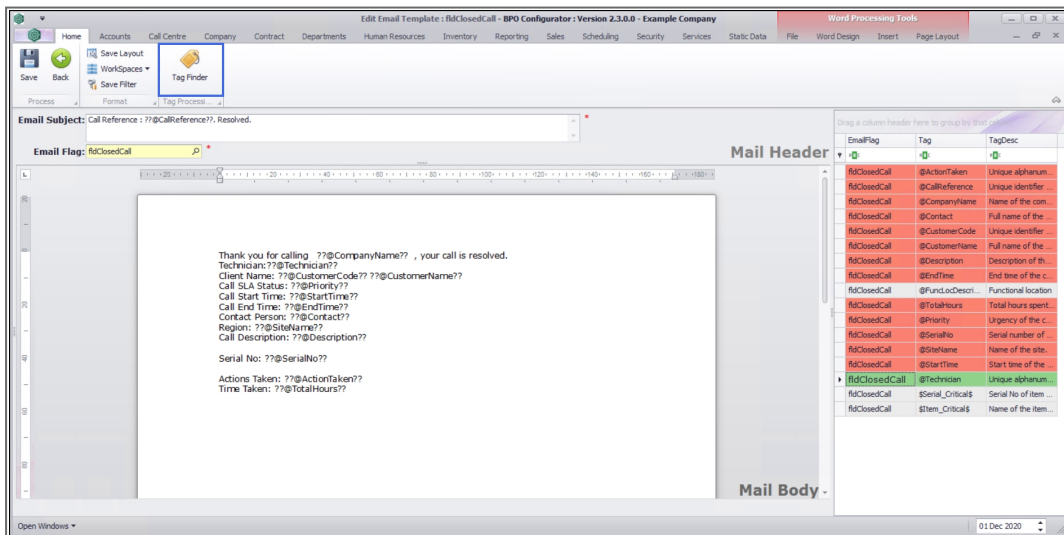 Edit Email Template : fldClosedCall - BPO Configurator : Version 2.3.0.0 - Example Company
Word Processing Tools
Home Accounts Call Centre Company Contract Departments Human Resources Inventory Reporting Sales Scheduling Security Services Static Data File Word Design Insert Page Layout
Save Back
Save Layout
WorkSpaces
Save Filter
Tag Finder
Process Format Tag Processi...
Email Subject: Call Reference : ??@CallReference??. Resolved. *
Email Flag: fldClosedCall *
Mail Header
Drag a column header here to group by that
EmailFlag Tag TagDesc
fldClosedCall @ActionTaken Unique alphanum...
fldClosedCall @CallReference Unique identifier ...
fldClosedCall @CompanyName Name of the com...
fldClosedCall @Contact Full name of the ...
fldClosedCall @CustomerCode Unique identifier ...
fldClosedCall @CustomerName Full name of the ...
fldClosedCall @Description Description of th...
fldClosedCall @EndTime End time of the c...
fldClosedCall @FuncLocDescri... Functional location
fldClosedCall @TotalHours Total hours spent...
fldClosedCall @Priority Urgency of the c...
fldClosedCall @SerialNo Serial number of ...
fldClosedCall @SiteName Name of the site.
fldClosedCall @StartTime Start time of the ...
fldClosedCall @Technician Unique alphanum...
fldClosedCall $Serial_Critical$ Serial No of item ...
fldClosedCall $Item_Critical$ Name of the item...
Thank you for calling ??@CompanyName?? , your call is resolved.
Technician:??@Technician??
Client Name: ??@CustomerCode?? ??@CustomerName??
Call SLA Status: ??@Priority??
Call Start Time: ??@StartTime??
Call End Time: ??@EndTime??
Contact Person: ??@Contact??
Region: ??@SiteName??
Call Description: ??@Description??
Serial No: ??@SerialNo??
Actions Taken: ??@ActionTaken??
Time Taken: ??@TotalHours??
Mail Body
Open Windows
01 Dec 2020